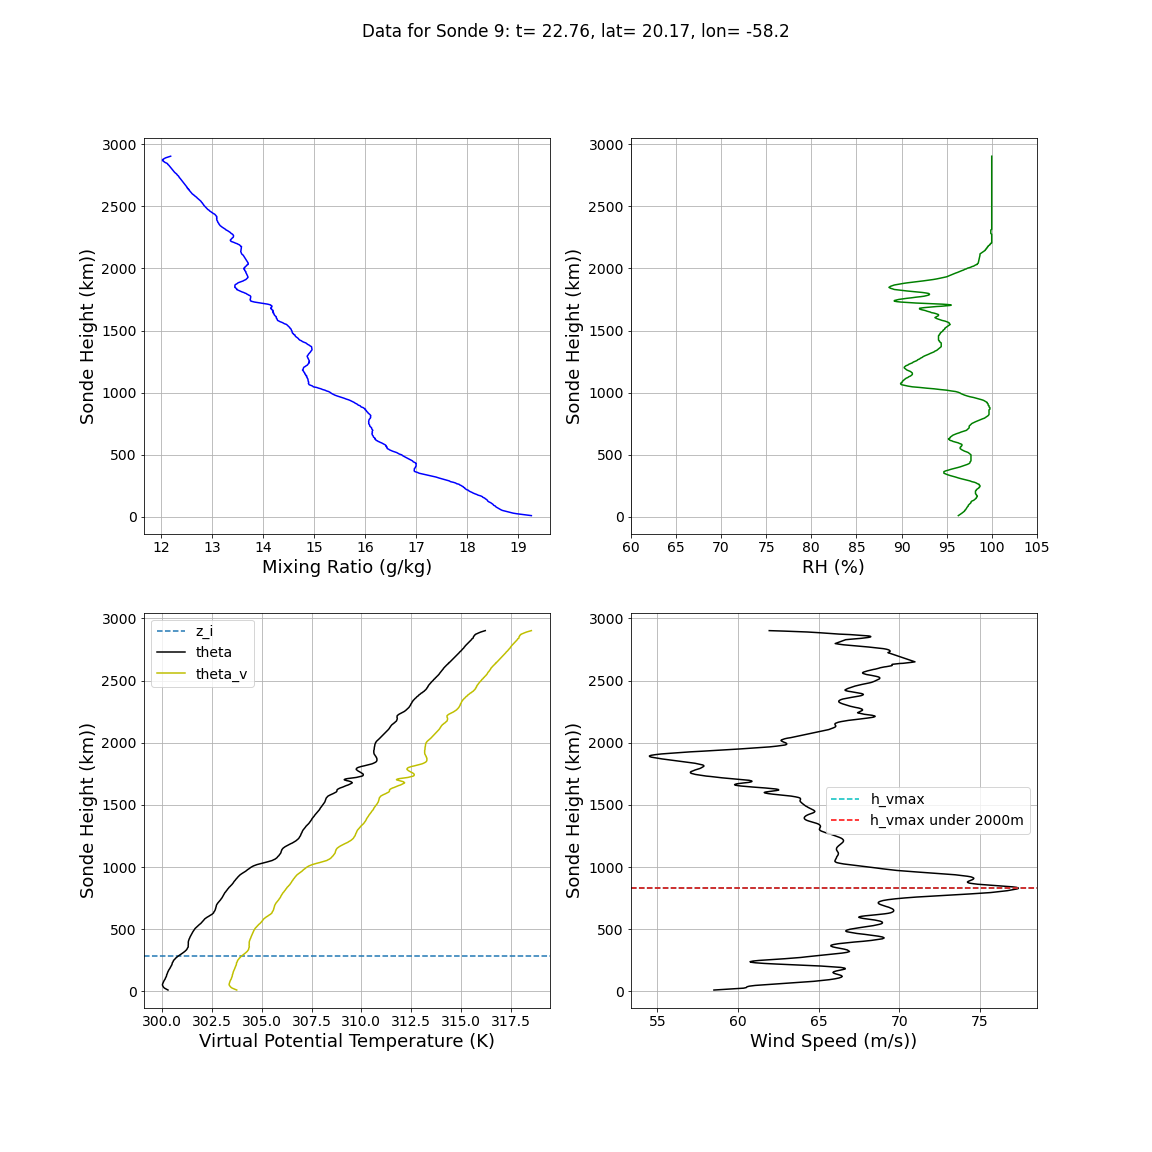 Data for Sonde 9: t= 22.76, lat= 20.17, lon= -58.2
3000
2500
2000
1500
1000
500
0
Sonde Height (km))
12 13 14 15 16 17 18 19
Mixing Ratio (g/kg)
3000
2500
2000
1500
1000
500
0
Sonde Height (km))
60 65 70 75 80 85 90 95 100 105
RH (%)
3000
2500
2000
1500
1000
500
0
Sonde Height (km))
z_i
theta
theta_v
300.0 302.5 305.0 307.5 310.0 312.5 315.0 317.5
Virtual Potential Temperature (K)
3000
2500
2000
1500
1000
500
0
Sonde Height (km))
h_vmax
h_vmax under 2000m
55 60 65 70 75
Wind Speed (m/s))